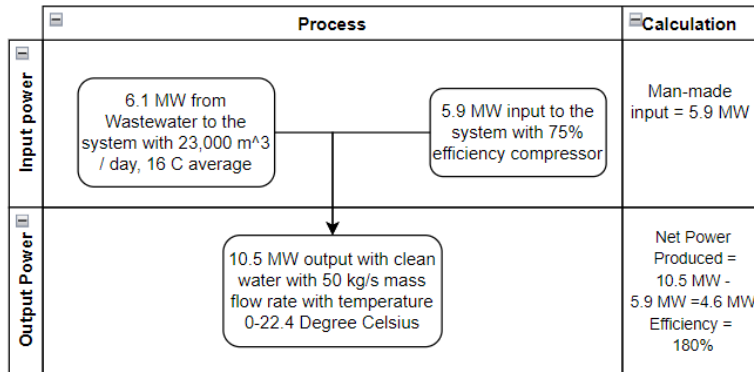 Process
Calculation
Input power
6.1 MW from
Wastewater to the
system with 23,000 m^3
/ day, 16 C average
5.9 MW input to the
system with 75%
efficiency compressor
Man-made
input = 5.9 MW
Output Power
10.5 MW output with clean
water with 50 kg/s mass
flow rate with temperature
0-22.4 Degree Celsius
Net Power
Produced =
10.5 MW -
5.9 MW =4.6 MW
Efficiency =
180%